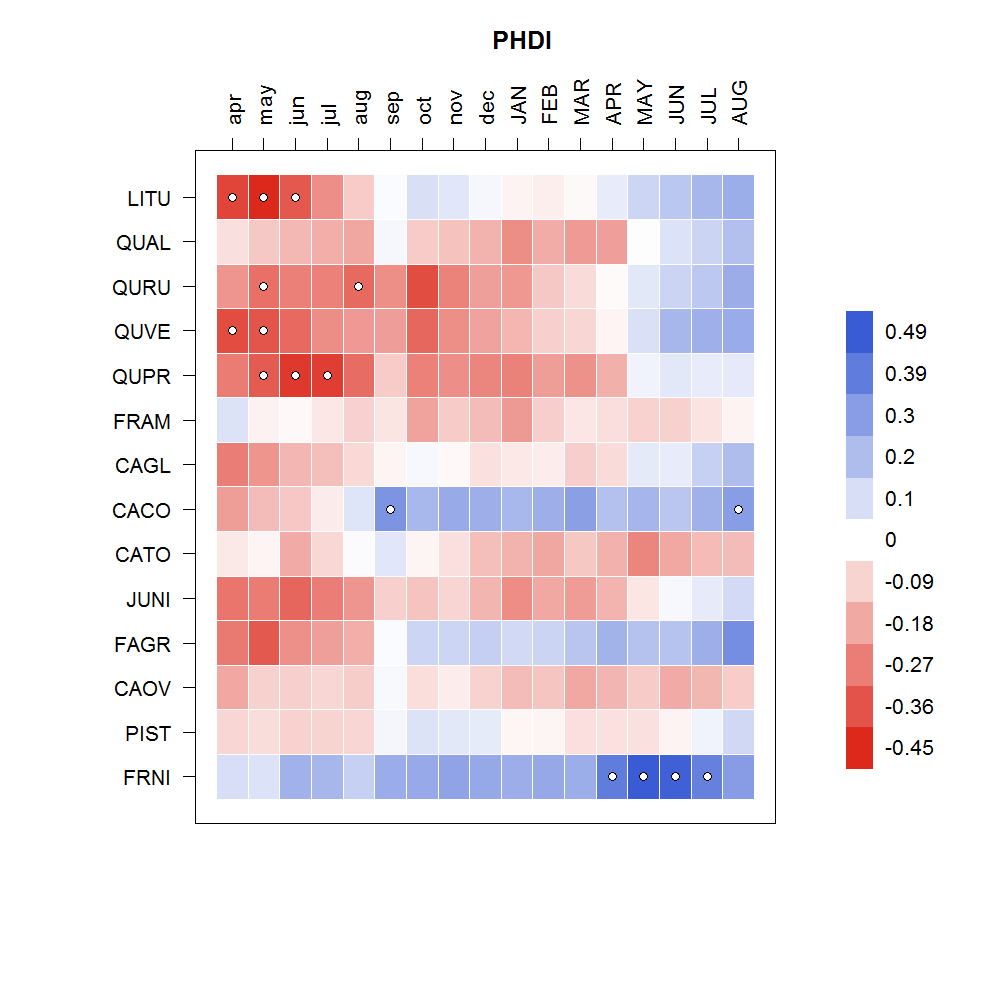 PHDI
apr may jun jul aug sep oct nov dec JAN FEB MAR APR MAY JUN JUL AUG
LITU
QUAL
QURU
QUVE
QUPR
FRAM
CAGL
CACO
CATO
JUNI
FAGR
CAOV
PIST
FRNI
0.49
0.39
0.3
0.2
0.1
0
-0.09
-0.18
-0.27
-0.36
-0.45